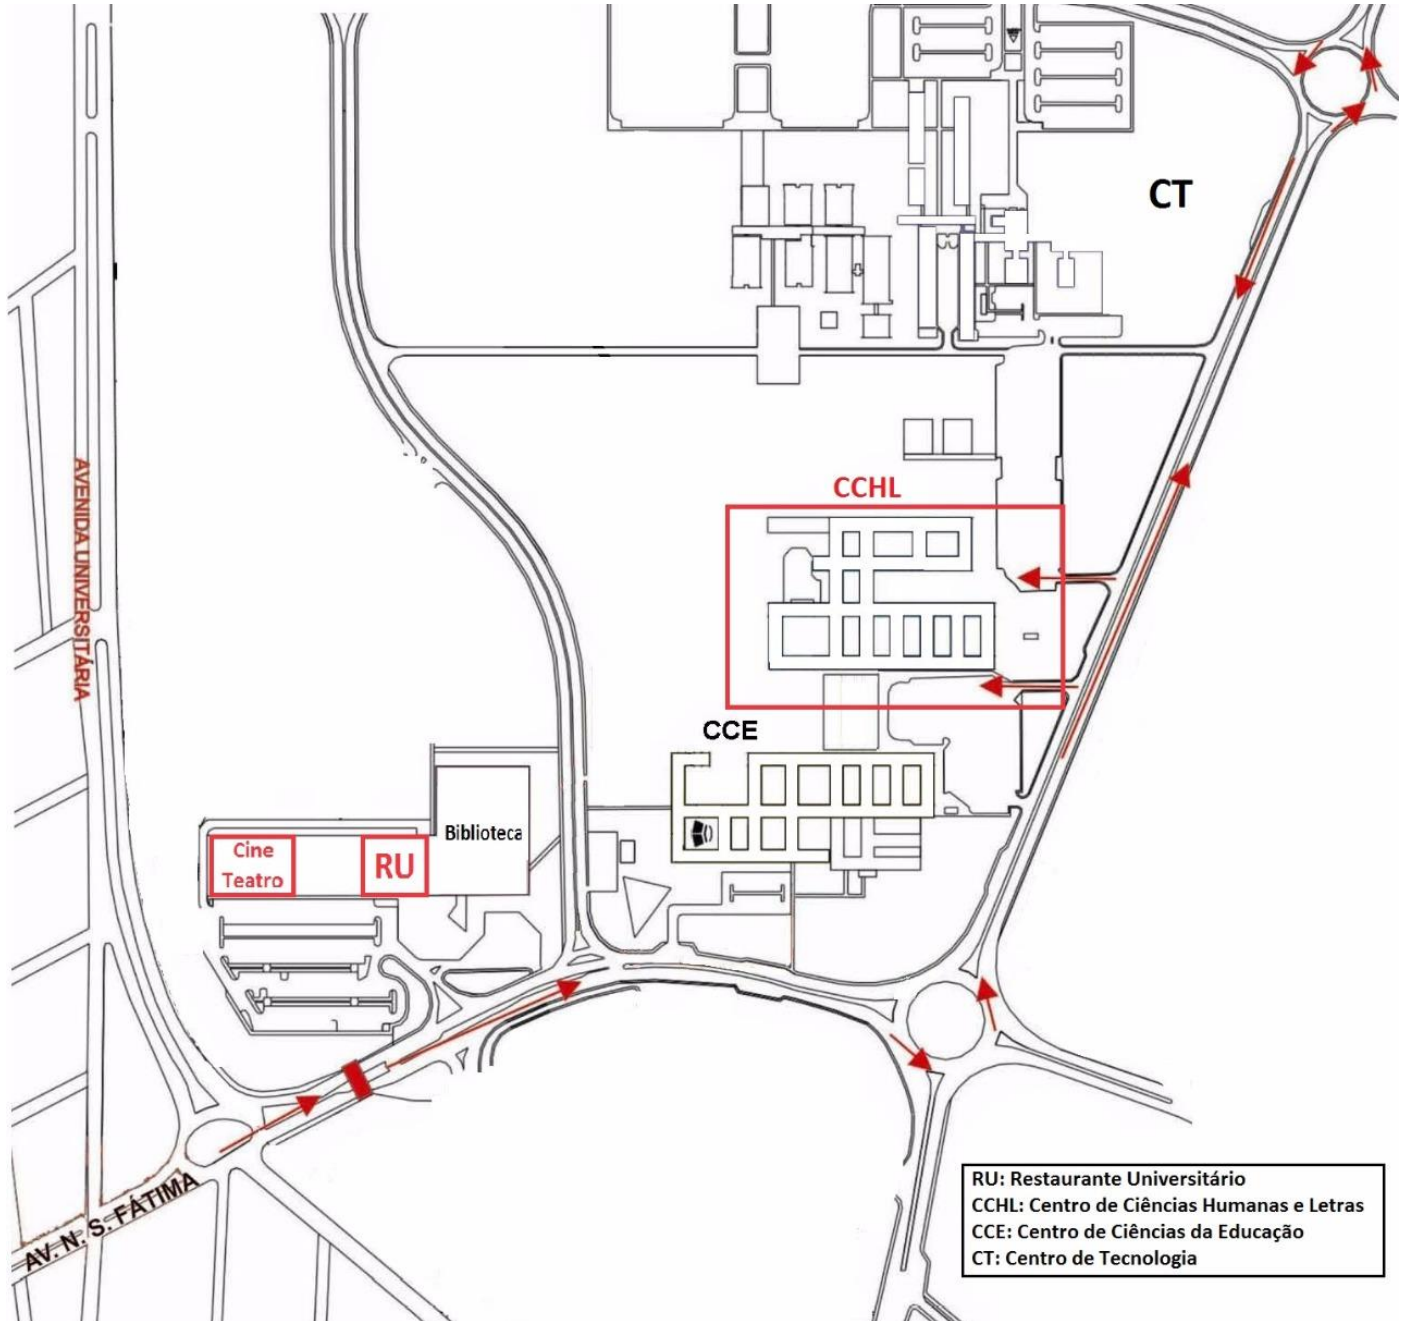 CT
CCHL
AVENIDA UNIVERSITÁRIA
CCE
Biblioteca
Cine
Teatro
RU
AV. N. S. FÁTIMA
RU: Restaurante Universitário
CCHL: Centro de Ciências Humanas e Letras
CCE: Centro de Ciências da Educação
CT: Centro de Tecnologia